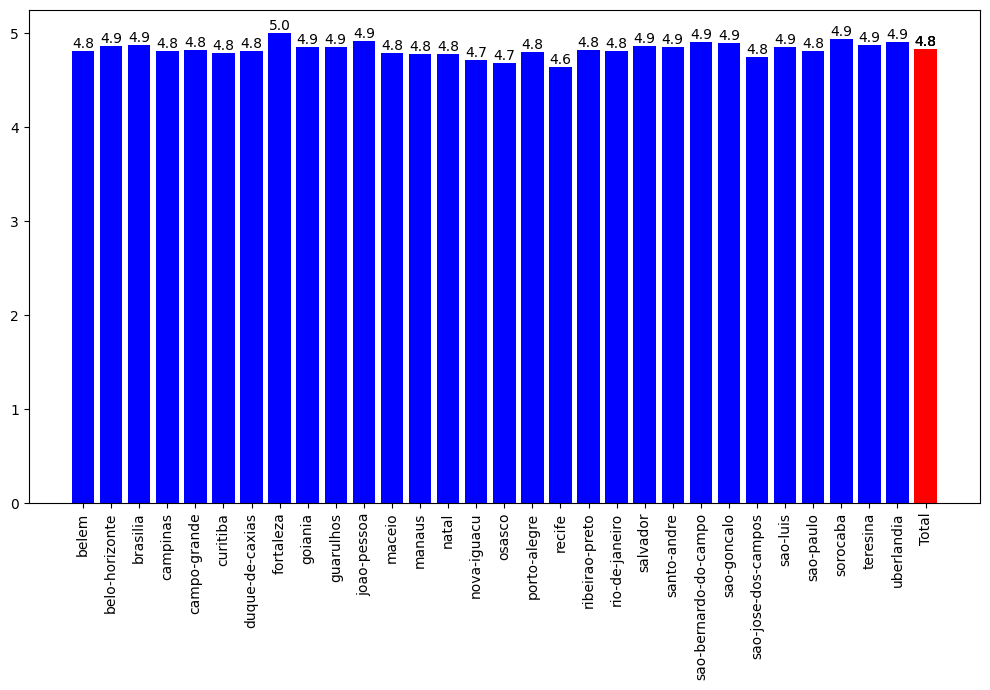 5.0
4.8 4.9 4.9 4.8 4.8 4.8 4.8 4.9 4.9 4.9 4.8 4.8 4.8 4.7 4.7 4.8 4.6 4.8 4.8 4.9 4.9 4.9 4.9 4.8 4.9 4.8 4.9 4.9 4.9 4.8
5
4
3
2
1
0
belem
belo-horizonte
brasilia
campinas
campo-grande
curitiba
duque-de-caxias
fortaleza
goiania
guarulhos
joao-pessoa
maceio
manaus
natal
nova-iguacu
osasco
porto-alegre
recife
ribeirao-preto
rio-de-janeiro
salvador
santo-andre
sao-bernardo-do-campo
sao-goncalo
sao-jose-dos-campos
sao-luis
sao-paulo
sorocaba
teresina
uberlandia
Total